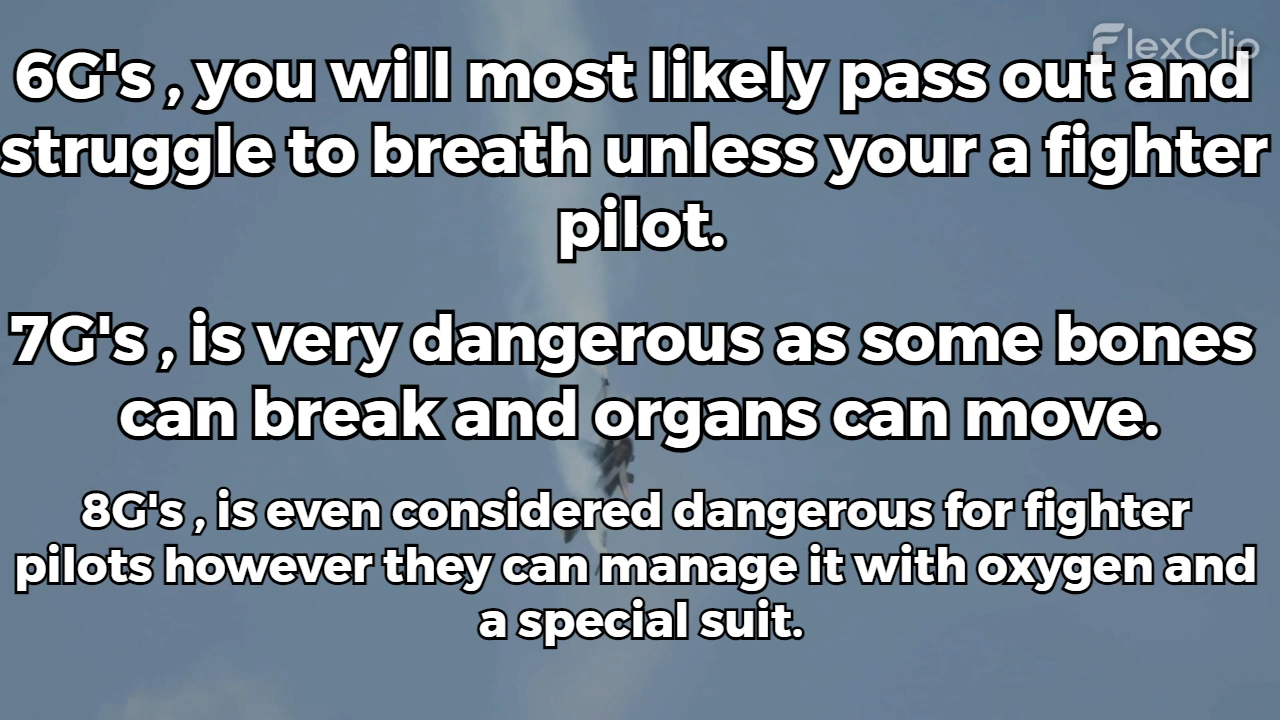 FlexClip
6G's , you will most likely pass out and
struggle to breath unless your a fighter
pilot.
7G's , is very dangerous as some bones
can break and organs can move.
8G's , is even considered dangerous for fighter
pilots however they can manage it with oxygen and
a special suit.